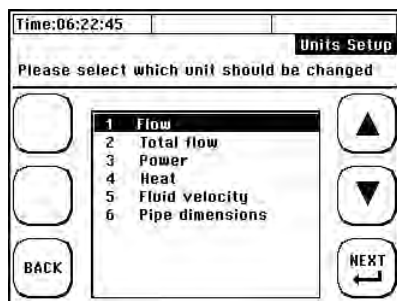 Time:06:22:45
Units Setup
Please select which unit should be changed
1 Flow
2 Total flow
3 Power
4 Heat
5 Fluid velocity
6 Pipe dimensions
BACK
NEXT